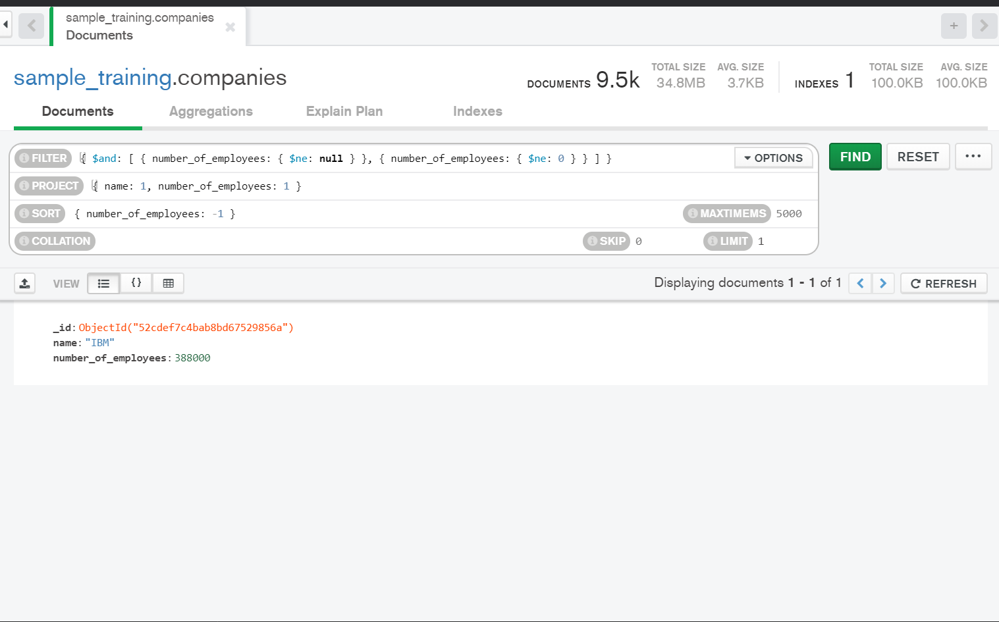 sample_training.companies
Documents
sample_training.companies
DOCUMENTS 9.5k TOTAL SIZE 34.8MB AVG. SIZE 3.7KB INDEXES 1 TOTAL SIZE 100.0KB AVG. SIZE 100.0KB
Documents Aggregations Explain Plan Indexes
FILTER { $and: [ { number_of_employees: { $ne: null } }, { number_of_employees: { $ne: 0 } } ] } OPTIONS FIND RESET ...
PROJECT { name: 1, number_of_employees: 1 }
SORT { number_of_employees: -1 } MAXTIMEMS 5000
COLLATION SKIP 0 LIMIT 1
VIEW {} Displaying documents 1 - 1 of 1 REFRESH
_id: ObjectId("52cdef7c4bab8bd67529856a")
name: "IBM"
number_of_employees: 388000